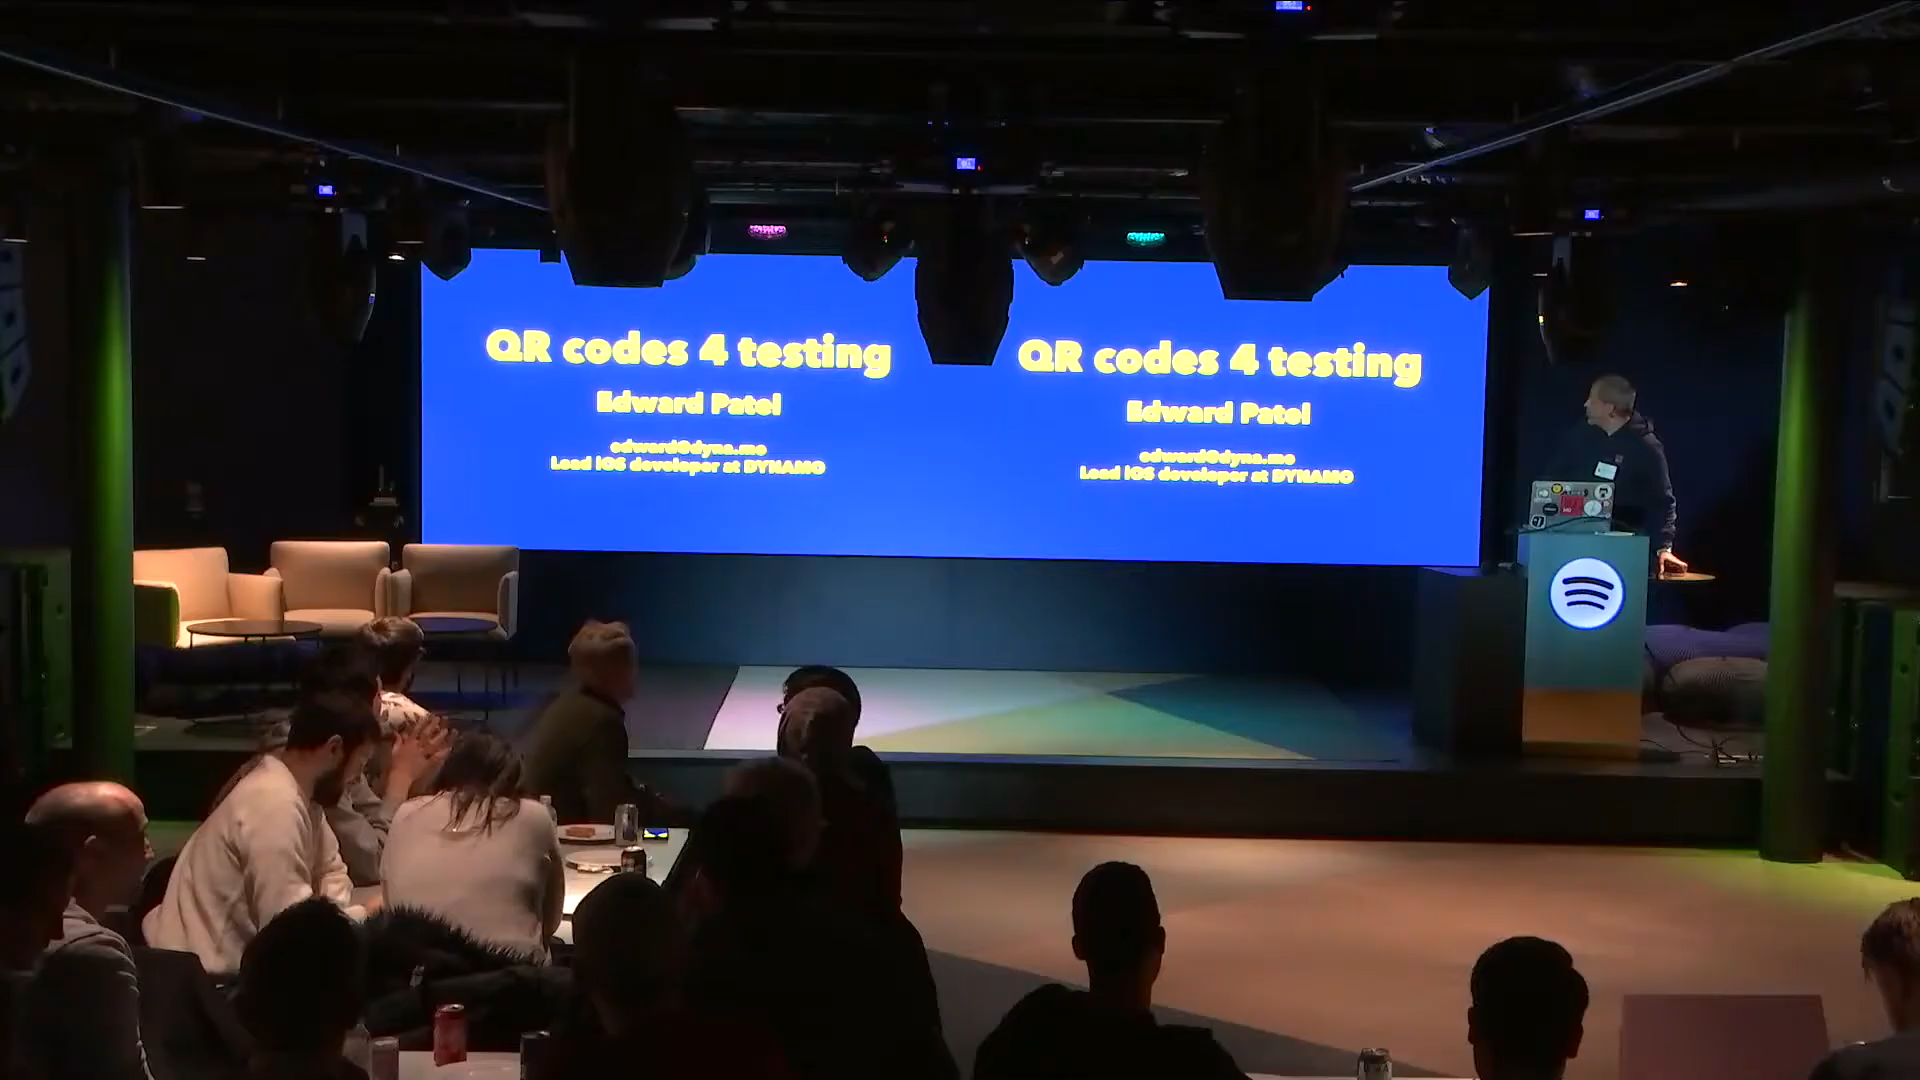 QR codes 4 testing
Edward Patel
edward@dyna.mo
Lead iOS developer at DYNAMO
QR codes 4 testing
Edward Patel
edward@dyna.mo
Lead iOS developer at DYNAMO